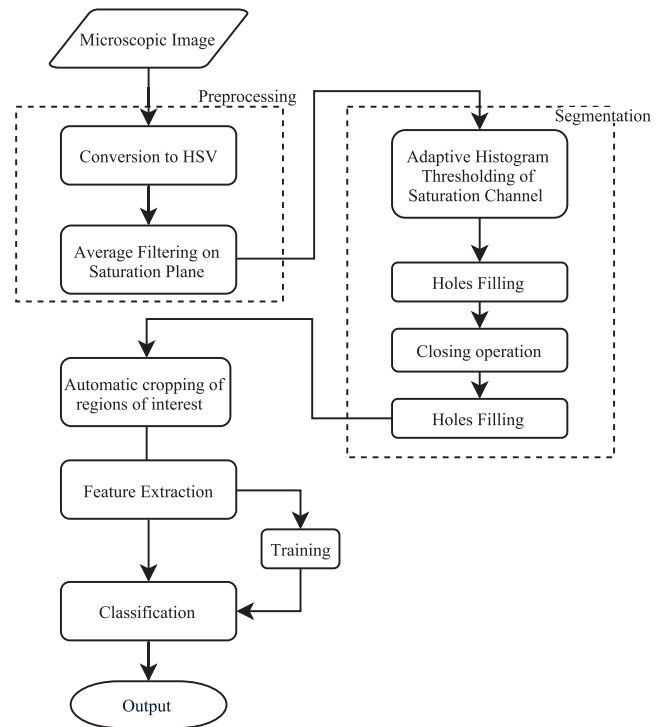 Microscopic Image
Preprocessing
Conversion to HSV
Average Filtering on
Saturation Plane
Segmentation
Adaptive Histogram
Thresholding of
Saturation Channel
Holes Filling
Closing operation
Holes Filling
Automatic cropping of
regions of interest
Feature Extraction
Training
Classification
Output